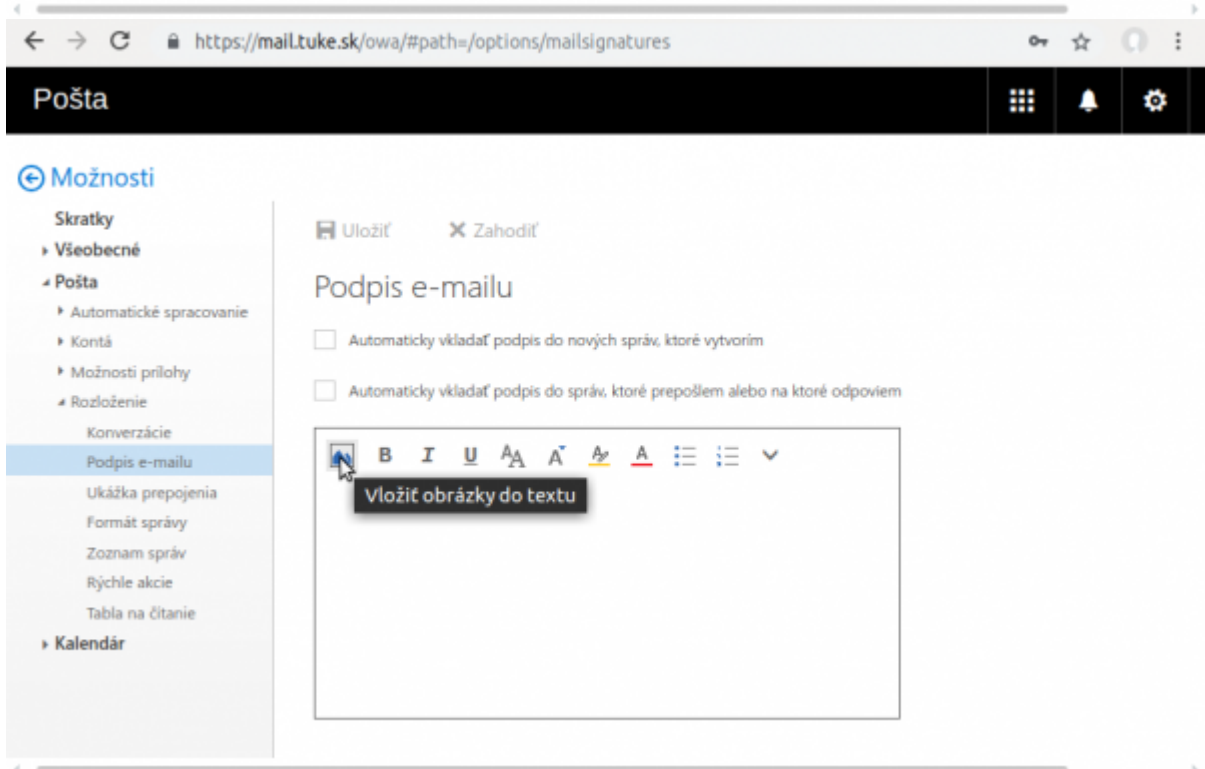 https://mail.tuke.sk/owa/#path=/options/mailsignatures
Pošta
Možnosti
Skratky
Všeobecné
Pošta
Automatické spracovanie
Kontá
Možnosti prílohy
Rozloženie
Konverzácie
Podpis e-mailu
Ukážka prepojenia
Formát správy
Zoznam správ
Rýchle akcie
Tabla na čítanie
Kalendár
Uložiť Zahodiť
Podpis e-mailu
Automaticky vkladať podpis do nových správ, ktoré vytvorím
Automaticky vkladať podpis do správ, ktoré prepošlem alebo na ktoré odpoviem
B I U AA A A A
Vložiť obrázky do textu